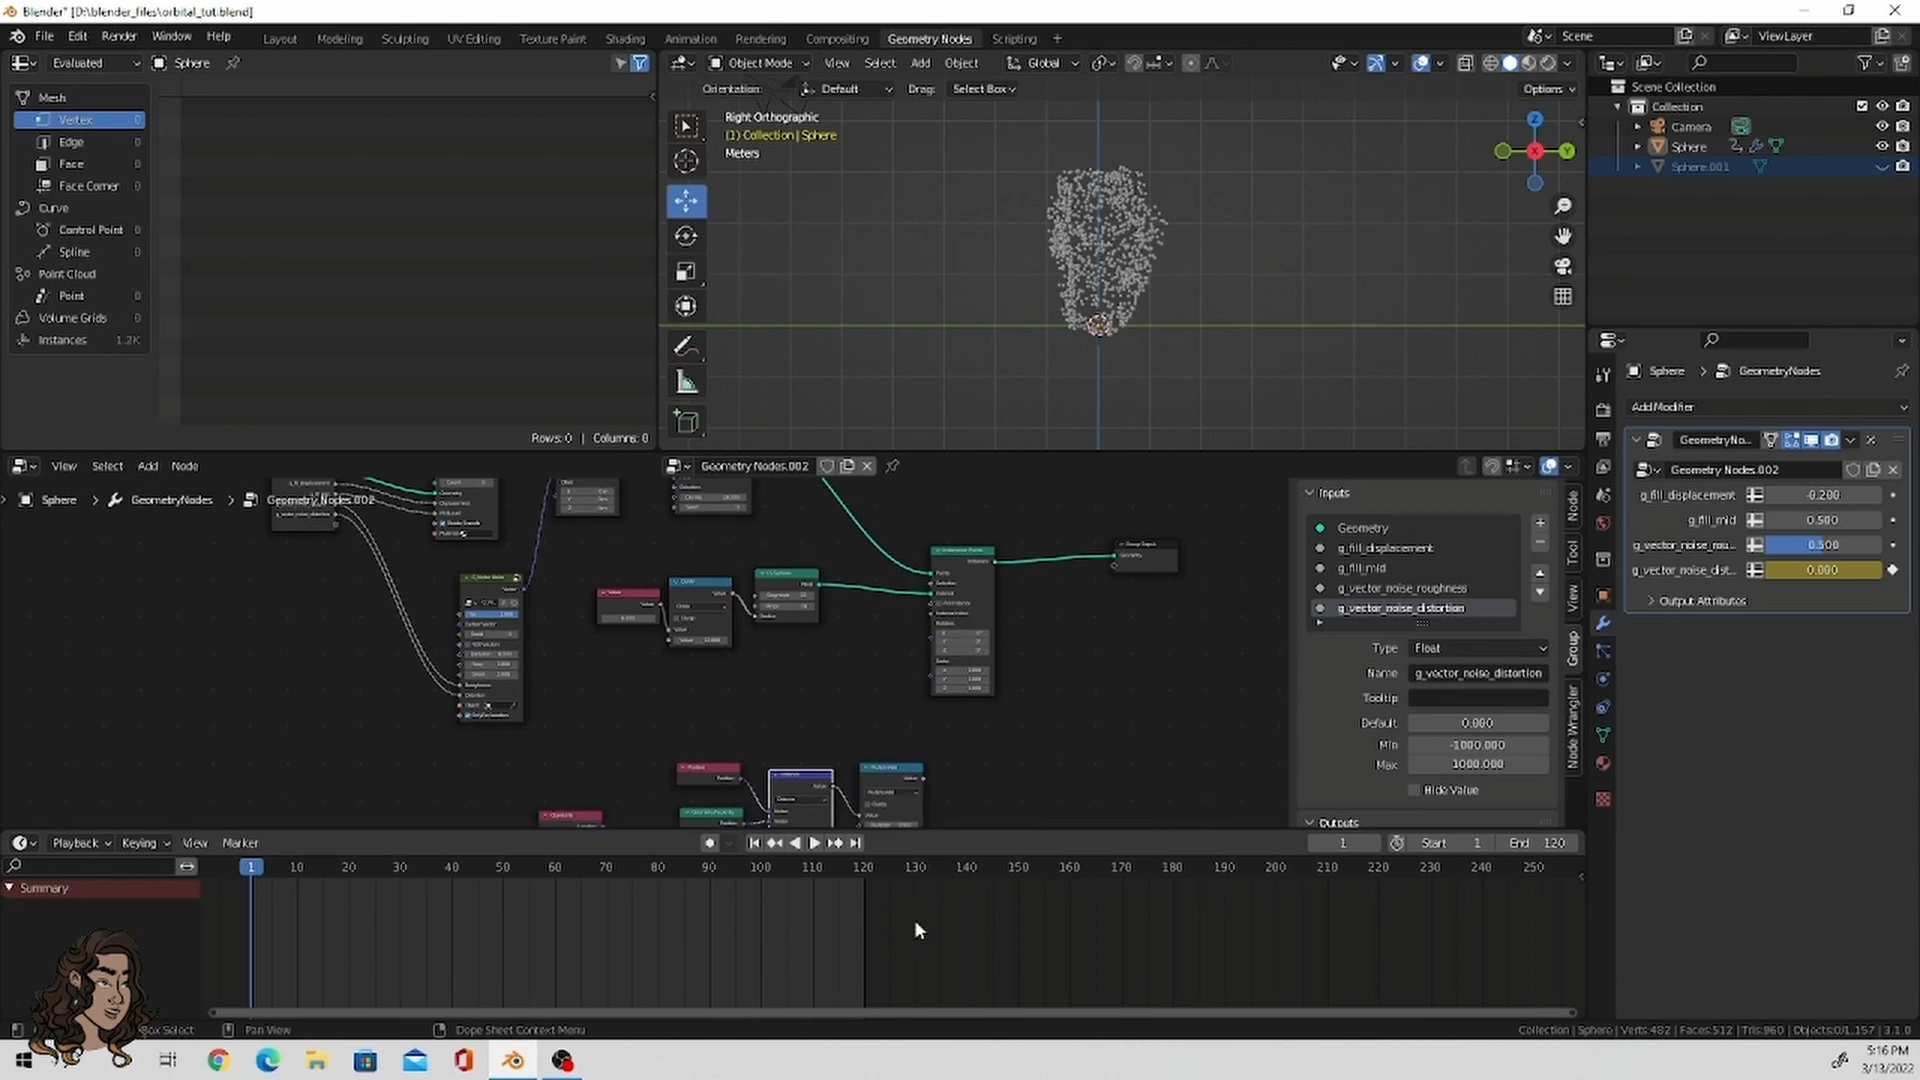 Blender* [D:\blender_files\orbital_tut.blend]
File Edit Render Window Help
Layout Modeling Sculpting UV Editing Texture Paint Shading Animation Rendering Compositing Geometry Nodes Scripting +
Scene
ViewLayer
Evaluated
Sphere
Object Mode View Select Add Object Global
Orientation: Default Drag: Select Box Options
Mesh
Vertex 0
Edge 0
Face 0
Face Corner 0
Curve
Control Point 0
Spline 0
Point Cloud
Point 0
Volume Grids 0
Instances 1.2K
Rows: 0 | Columns: 0
Right Orthographic
(1) Collection | Sphere
Meters
Z
X
Y
Scene Collection
Collection
Camera
Sphere
Sphere.001
Sphere > GeometryNodes
Add Modifier
GeometryNo...
Geometry Nodes.002
g_fill_displacement -0.200
g_fill_mid 0.500
g_vector_noise_rou... 0.500
g_vector_noise_dist... 0.000
Output Attributes
View Select Add Node
Geometry Nodes.002
Sphere > GeometryNodes > Geometry Nodes.002
Inputs
Geometry
g_fill_displacement
g_fill_mid
g_vector_noise_roughness
g_vector_noise_distortion
Type Float
Name g_vector_noise_distortion
Tooltip
Default 0.000
Min -1000.000
Max 1000.000
Hide Value
Outputs
Node
Tool
View
Group
Node Wrangler
Playback Keying View Marker
1 Start 1 End 120
1 10 20 30 40 50 60 70 80 90 100 110 120 130 140 150 160 170 180 190 200 210 220 230 240 250
Summary
Box Select
Pan View
Dope Sheet Context Menu
Collection | Sphere | Verts:482 | Faces:512 | Tris:960 | Objects:0/1,157 | 3.1.0
5:16 PM
3/13/2022